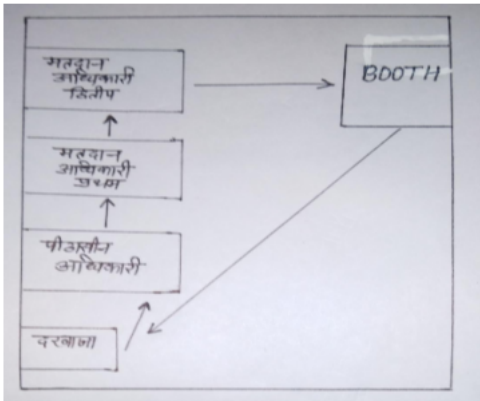 मतदान
अधिकारी
द्वितीय
BOOTH
मतदान
अधिकारी
प्रथम
पीठासीन
अधिकारी
दरवाजा